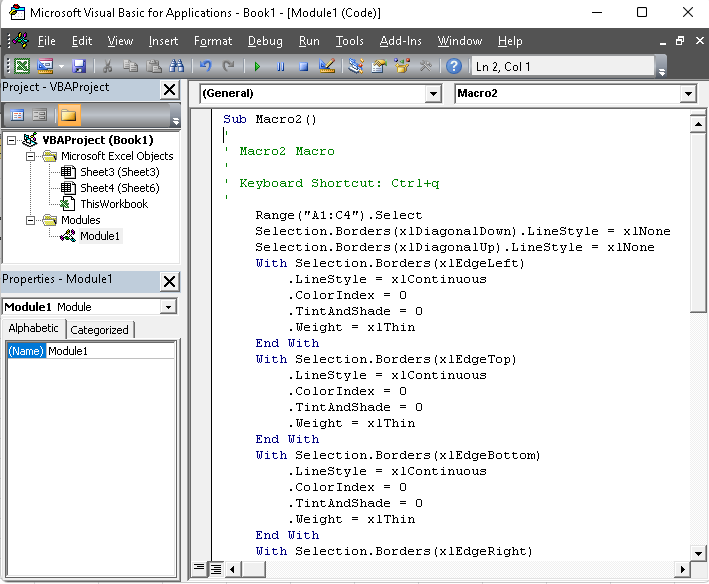 Microsoft Visual Basic for Applications - Book1 - [Module1 (Code)]
File Edit View Insert Format Debug Run Tools Add-Ins Window Help
Ln 2, Col 1
Project - VBAProject
VBAProject (Book1)
Microsoft Excel Objects
Sheet3 (Sheet3)
Sheet4 (Sheet6)
ThisWorkbook
Modules
Module1
Properties - Module1
Module1 Module
Alphabetic Categorized
(Name) Module1
(General) Macro2
Sub Macro2()
'
' Macro2 Macro
'
' Keyboard Shortcut: Ctrl+q
'
    Range("A1:C4").Select
    Selection.Borders(xlDiagonalDown).LineStyle = xlNone
    Selection.Borders(xlDiagonalUp).LineStyle = xlNone
    With Selection.Borders(xlEdgeLeft)
        .LineStyle = xlContinuous
        .ColorIndex = 0
        .TintAndShade = 0
        .Weight = xlThin
    End With
    With Selection.Borders(xlEdgeTop)
        .LineStyle = xlContinuous
        .ColorIndex = 0
        .TintAndShade = 0
        .Weight = xlThin
    End With
    With Selection.Borders(xlEdgeBottom)
        .LineStyle = xlContinuous
        .ColorIndex = 0
        .TintAndShade = 0
        .Weight = xlThin
    End With
    With Selection.Borders(xlEdgeRight)